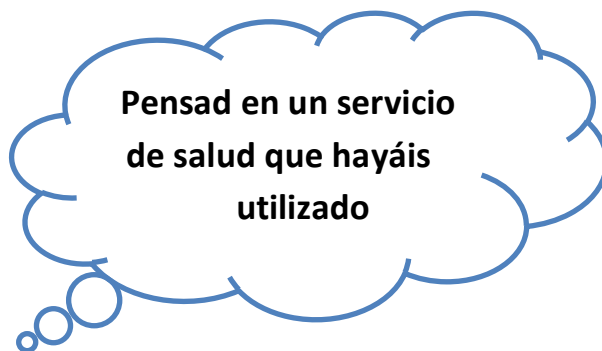 Pensad en un servicio
de salud que hayáis
utilizado